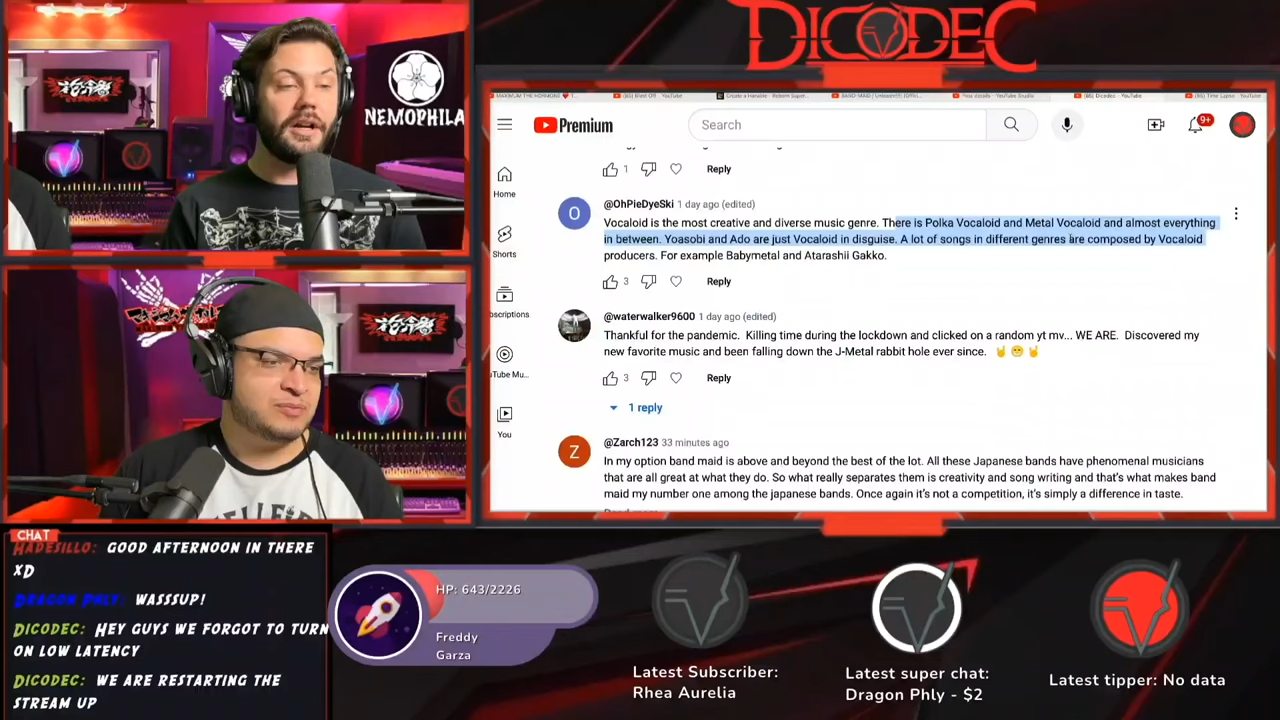 DICODEC
NEMOPHILA
Premium
Search
9+
Home
Shorts
bscriptions
uTube Mu...
You
1
Reply
O
@OhPieDyeSki 1 day ago (edited)
Vocaloid is the most creative and diverse music genre. There is Polka Vocaloid and Metal Vocaloid and almost everything
in between. Yoasobi and Ado are just Vocaloid in disguise. A lot of songs in different genres are composed by Vocaloid
producers. For example Babymetal and Atarashii Gakko.
3
Reply
@waterwalker9600 1 day ago (edited)
Thankful for the pandemic. Killing time during the lockdown and clicked on a random yt mv... WE ARE. Discovered my
new favorite music and been falling down the J-Metal rabbit hole ever since. 🤘😁🤘
3
Reply
1 reply
Z
@Zarch123 33 minutes ago
In my option band maid is above and beyond the best of the lot. All these Japanese bands have phenomenal musicians
that are all great at what they do. So what really separates them is creativity and song writing and that's what makes band
maid my number one among the japanese bands. Once again it's not a competition, it's simply a difference in taste.
CHAT
HADESILLO: GOOD AFTERNOON IN THERE
XD
DRAGON PHLY: WASSSUP!
DICODEC: HEY GUYS WE FORGOT TO TURN
ON LOW LATENCY
DICODEC: WE ARE RESTARTING THE
STREAM UP
HP: 643/2226
Freddy
Garza
Latest Subscriber:
Rhea Aurelia
Latest super chat:
Dragon Phly - $2
Latest tipper: No data